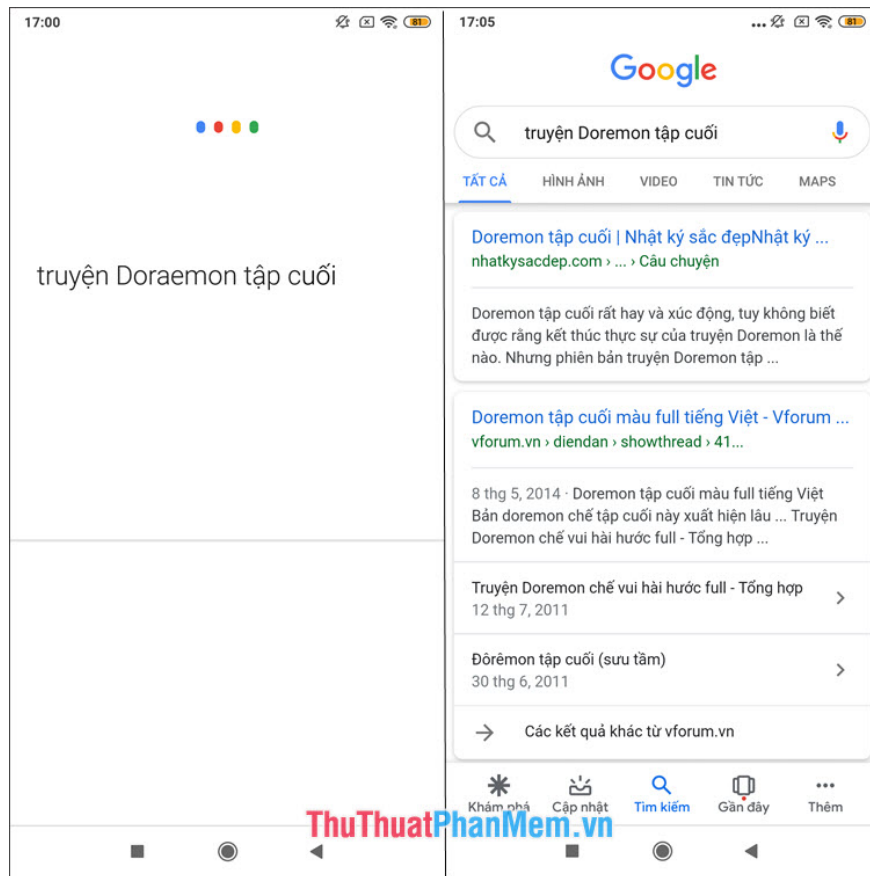 17:00
81
truyện Doraemon tập cuối
17:05
81
Google
truyện Doremon tập cuối
TẤT CẢ
HÌNH ẢNH
VIDEO
TIN TỨC
MAPS
Doremon tập cuối | Nhật ký sắc đẹpNhật ký ...
nhatkysacdep.com › ... › Câu chuyện
Doremon tập cuối rất hay và xúc động, tuy không biết
được rằng kết thúc thực sự của truyện Doremon là thế
nào. Nhưng phiên bản truyện Doremon tập ...
Doremon tập cuối màu full tiếng Việt - Vforum ...
vforum.vn › diendan › showthread › 41...
8 thg 5, 2014 · Doremon tập cuối màu full tiếng Việt
Bản doremon chế tập cuối này xuất hiện lâu ... Truyện
Doremon chế vui hài hước full - Tổng hợp ...
Truyện Doremon chế vui hài hước full - Tổng hợp
12 thg 7, 2011
Đôrêmon tập cuối (sưu tầm)
30 thg 6, 2011
Các kết quả khác từ vforum.vn
Khám phá
Cập nhật
Tìm kiếm
Gần đây
Thêm
ThuThuatPhanMem.vn